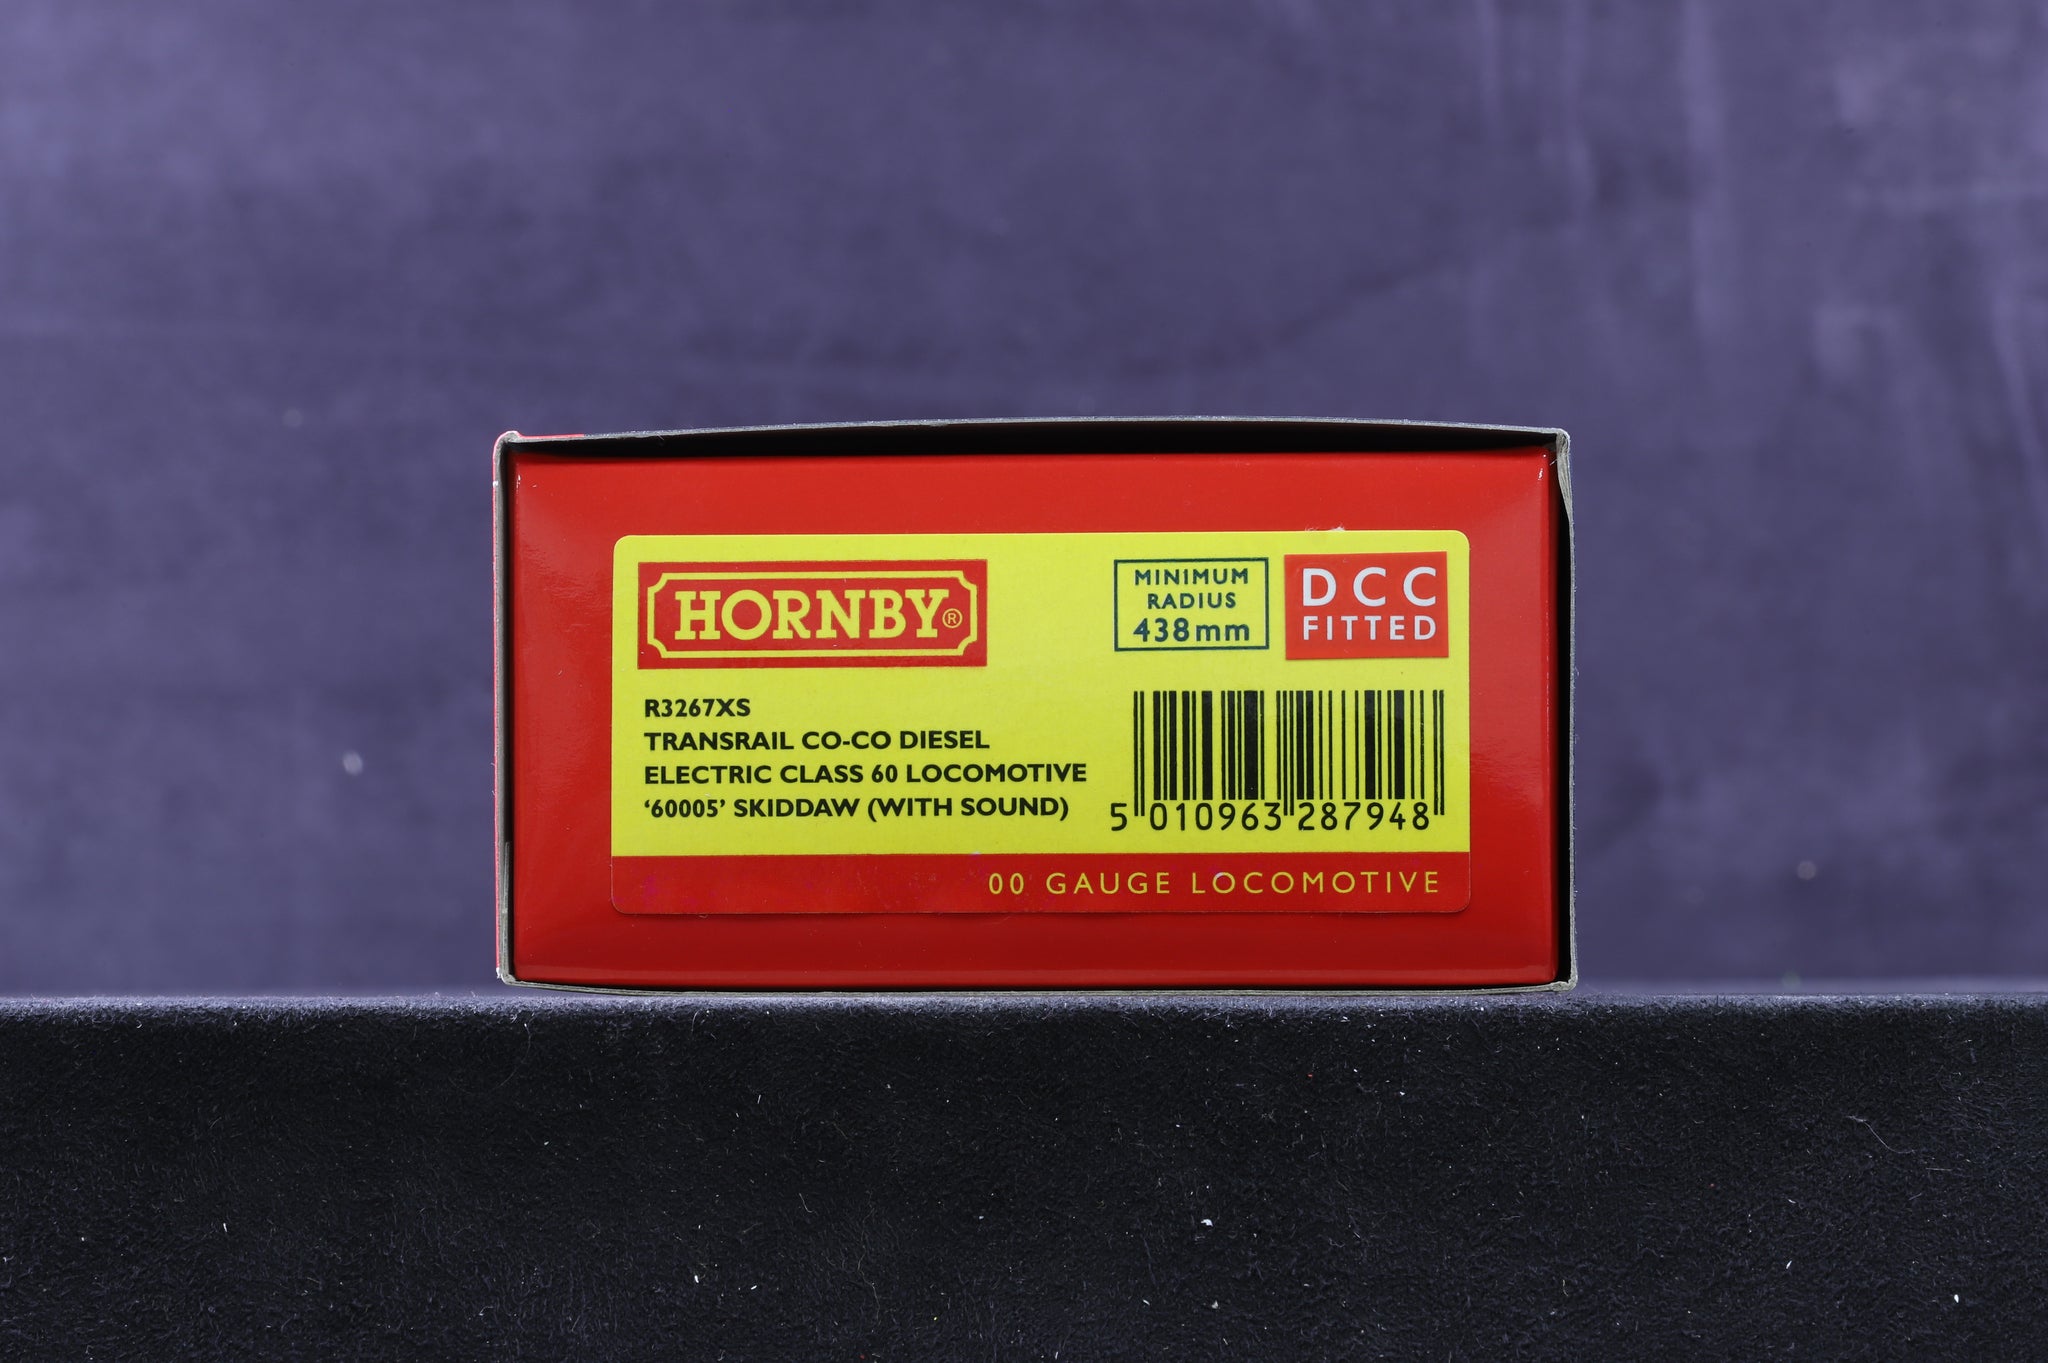 HORNBY®
MINIMUM
RADIUS
438mm
DCC
FITTED
R3267XS
TRANSRAIL CO-CO DIESEL
ELECTRIC CLASS 60 LOCOMOTIVE
‘60005’ SKIDDAW (WITH SOUND)
5 010963 287948
00 GAUGE LOCOMOTIVE